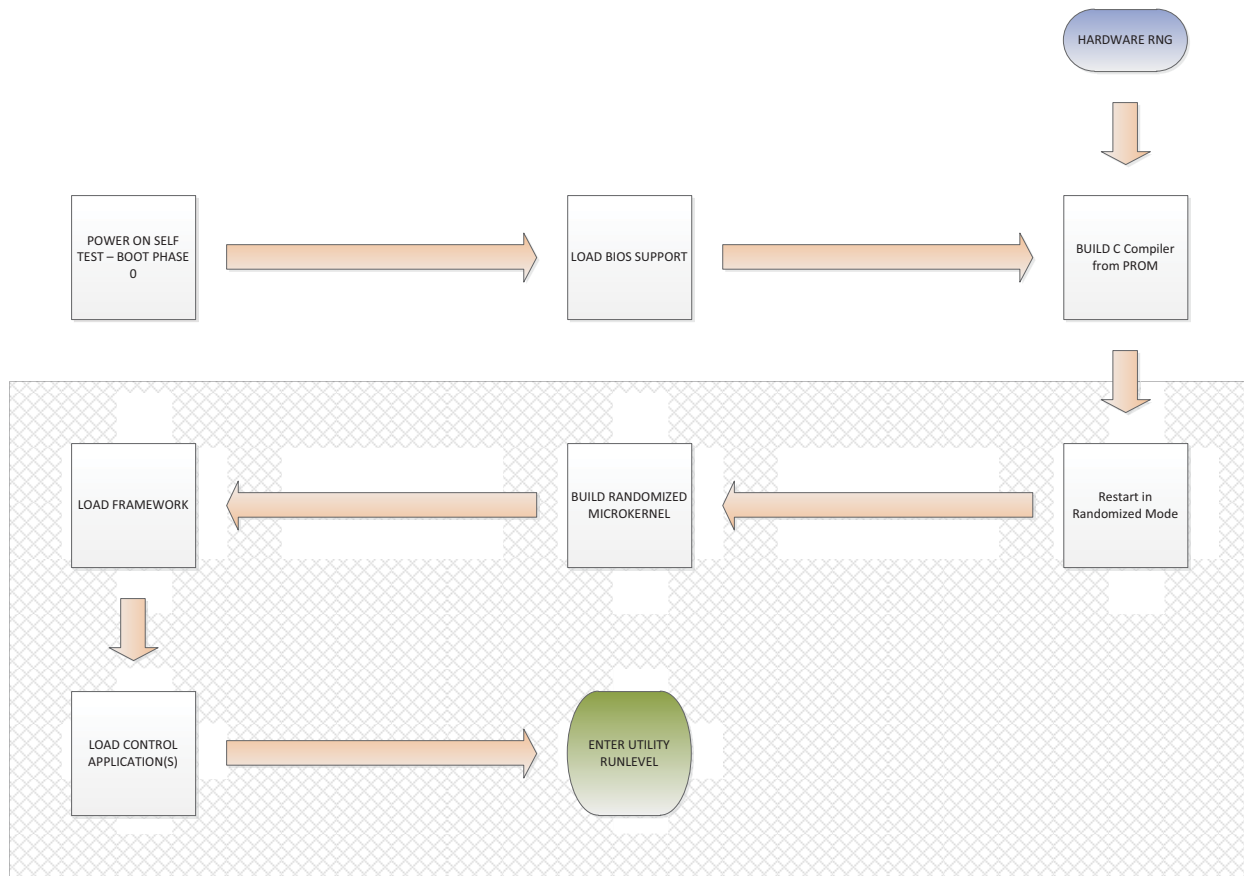 HARDWARE RNG
POWER ON SELF
TEST – BOOT PHASE
0
LOAD BIOS SUPPORT
BUILD C Compiler
from PROM
LOAD FRAMEWORK
BUILD RANDOMIZED
MICROKERNEL
Restart in
Randomized Mode
LOAD CONTROL
APPLICATION(S)
ENTER UTILITY
RUNLEVEL